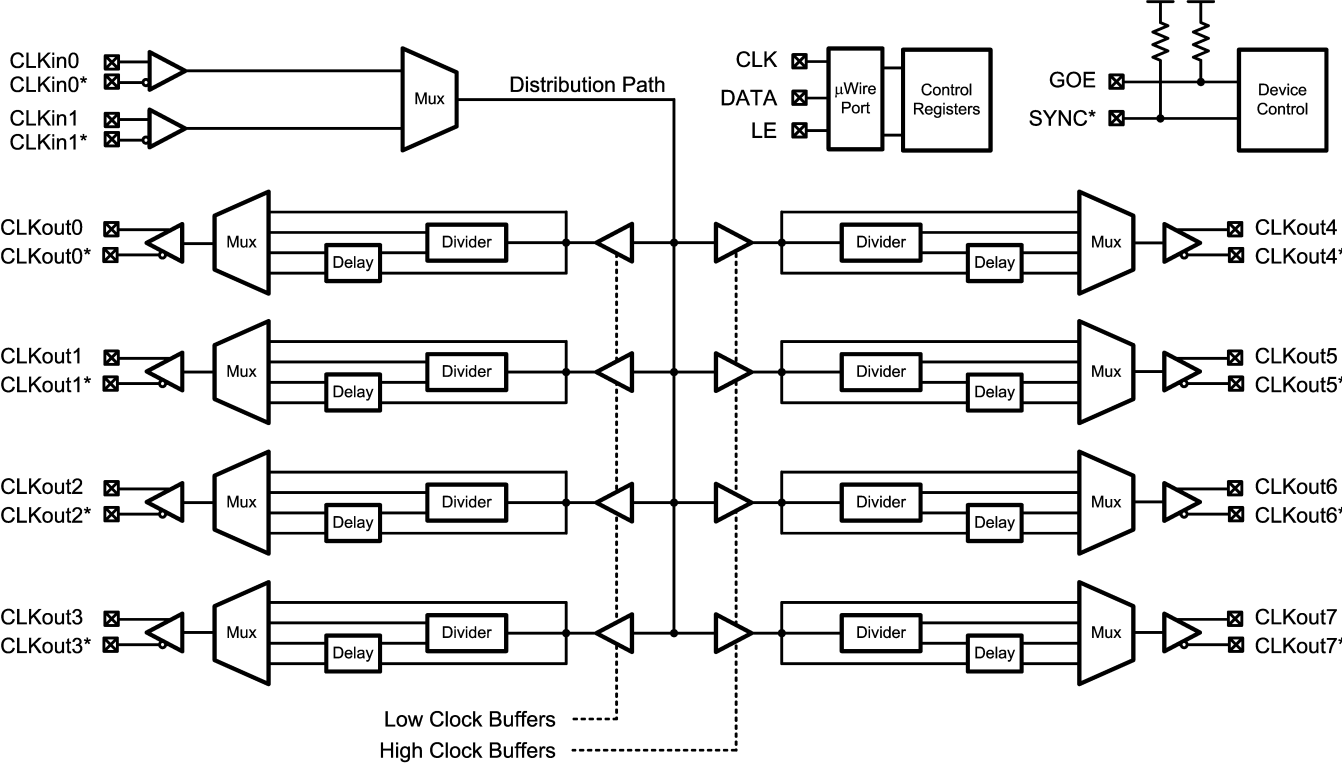 CLKin0
CLKin0*
CLKin1
CLKin1*
Mux
Distribution Path
CLK
DATA
LE
μWire
Port
Control
Registers
GOE
SYNC*
Device
Control
CLKout0
CLKout0*
Mux
Divider
Delay
Divider
Delay
Mux
CLKout4
CLKout4*
CLKout1
CLKout1*
Mux
Divider
Delay
Divider
Delay
Mux
CLKout5
CLKout5*
CLKout2
CLKout2*
Mux
Divider
Delay
Divider
Delay
Mux
CLKout6
CLKout6*
CLKout3
CLKout3*
Mux
Divider
Delay
Divider
Delay
Mux
CLKout7
CLKout7*
Low Clock Buffers
High Clock Buffers